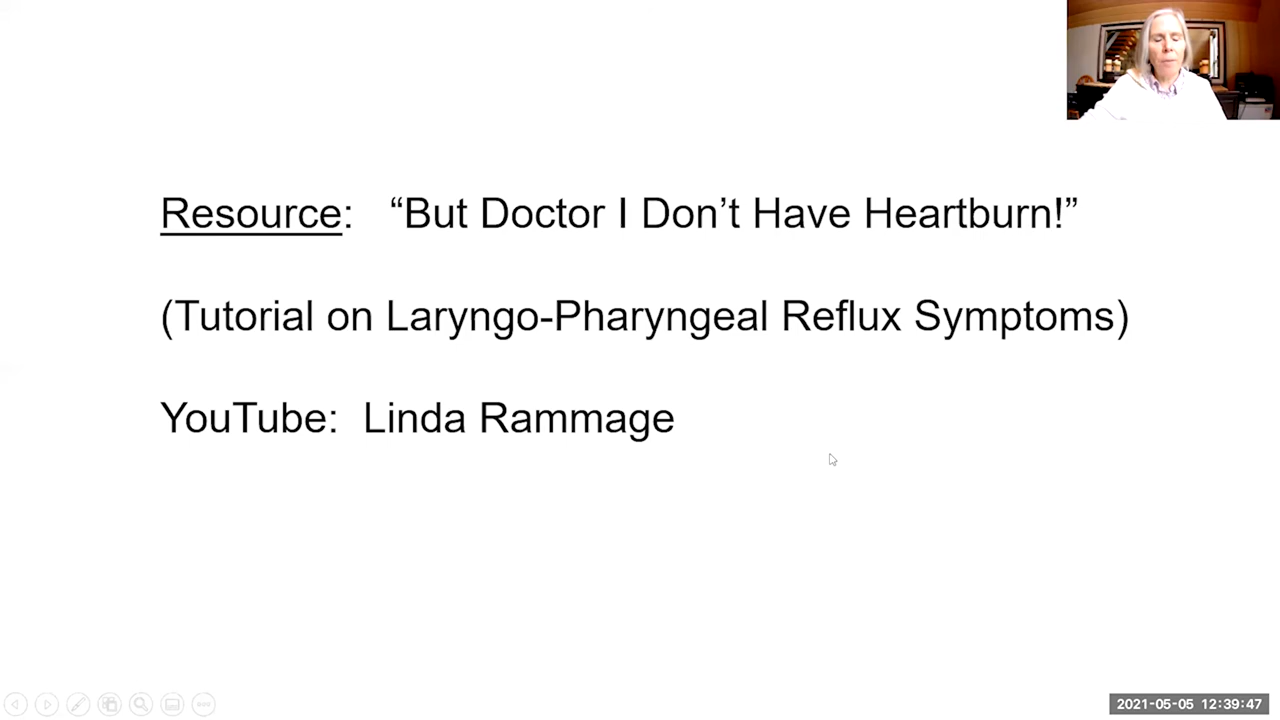 Resource: “But Doctor I Don’t Have Heartburn!”
(Tutorial on Laryngo-Pharyngeal Reflux Symptoms)
YouTube: Linda Rammage
2021-05-05 12:39:47